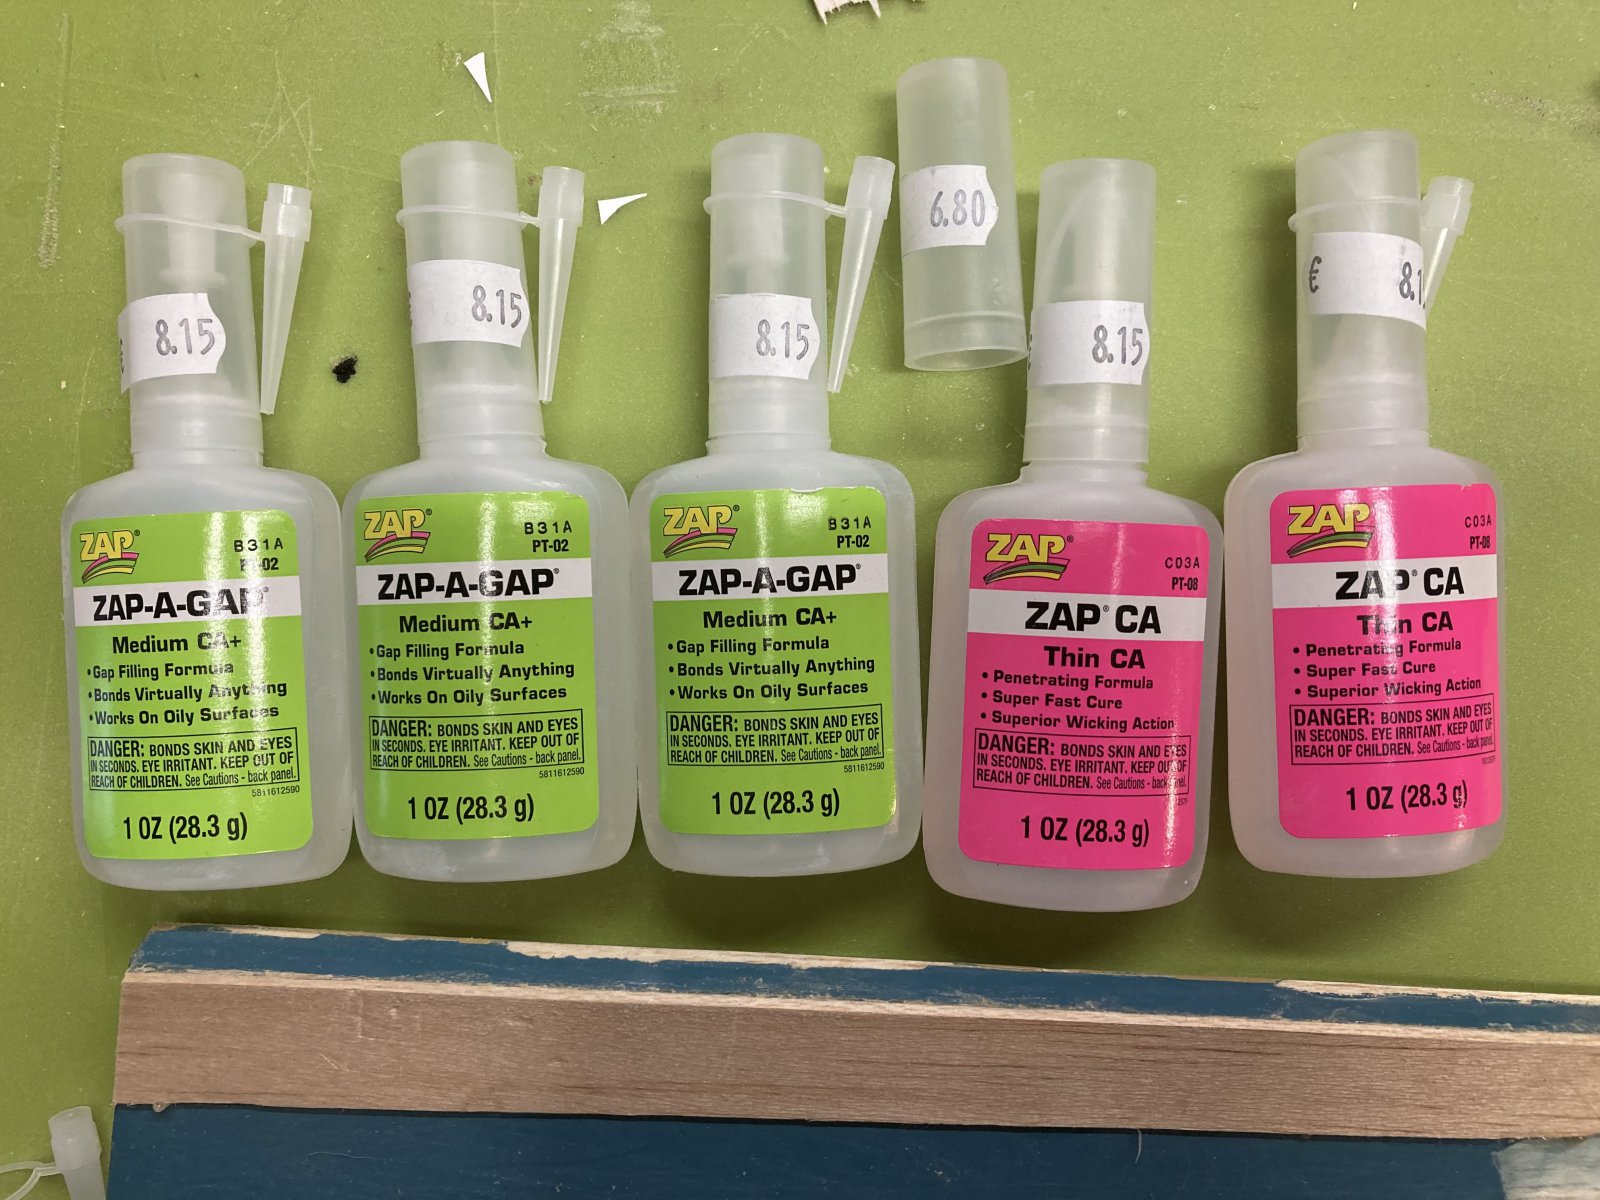 8.15
ZAP®
B31A
PT-02
ZAP-A-GAP®
Medium CA+
•Gap Filling Formula
•Bonds Virtually Anything
•Works On Oily Surfaces
DANGER: BONDS SKIN AND EYES
IN SECONDS. EYE IRRITANT. KEEP OUT OF
REACH OF CHILDREN. See Cautions - back panel.
5811612590
1 OZ (28.3 g)
8.15
ZAP®
B31A
PT-02
ZAP-A-GAP®
Medium CA+
•Gap Filling Formula
•Bonds Virtually Anything
•Works On Oily Surfaces
DANGER: BONDS SKIN AND EYES
IN SECONDS. EYE IRRITANT. KEEP OUT OF
REACH OF CHILDREN. See Cautions - back panel.
5811612590
1 OZ (28.3 g)
8.15
ZAP®
B31A
PT-02
ZAP-A-GAP®
Medium CA+
•Gap Filling Formula
•Bonds Virtually Anything
•Works On Oily Surfaces
DANGER: BONDS SKIN AND EYES
IN SECONDS. EYE IRRITANT. KEEP OUT OF
REACH OF CHILDREN. See Cautions - back panel.
5811612590
1 OZ (28.3 g)
6.80
8.15
ZAP®
C03A
PT-08
ZAP® CA
Thin CA
• Penetrating Formula
• Super Fast Cure
• Superior Wicking Action
DANGER: BONDS SKIN AND EYES
IN SECONDS. EYE IRRITANT. KEEP OUT OF
REACH OF CHILDREN. See Cautions - back panel.
1 OZ (28.3 g)
€ 8.1
ZAP
C03A
PT-08
ZAP® CA
Thin CA
• Penetrating Formula
• Super Fast Cure
• Superior Wicking Action
DANGER: BONDS SKIN AND EYES
IN SECONDS. EYE IRRITANT. KEEP OUT OF
REACH OF CHILDREN. See Cautions - back panel.
1 OZ (28.3 g)